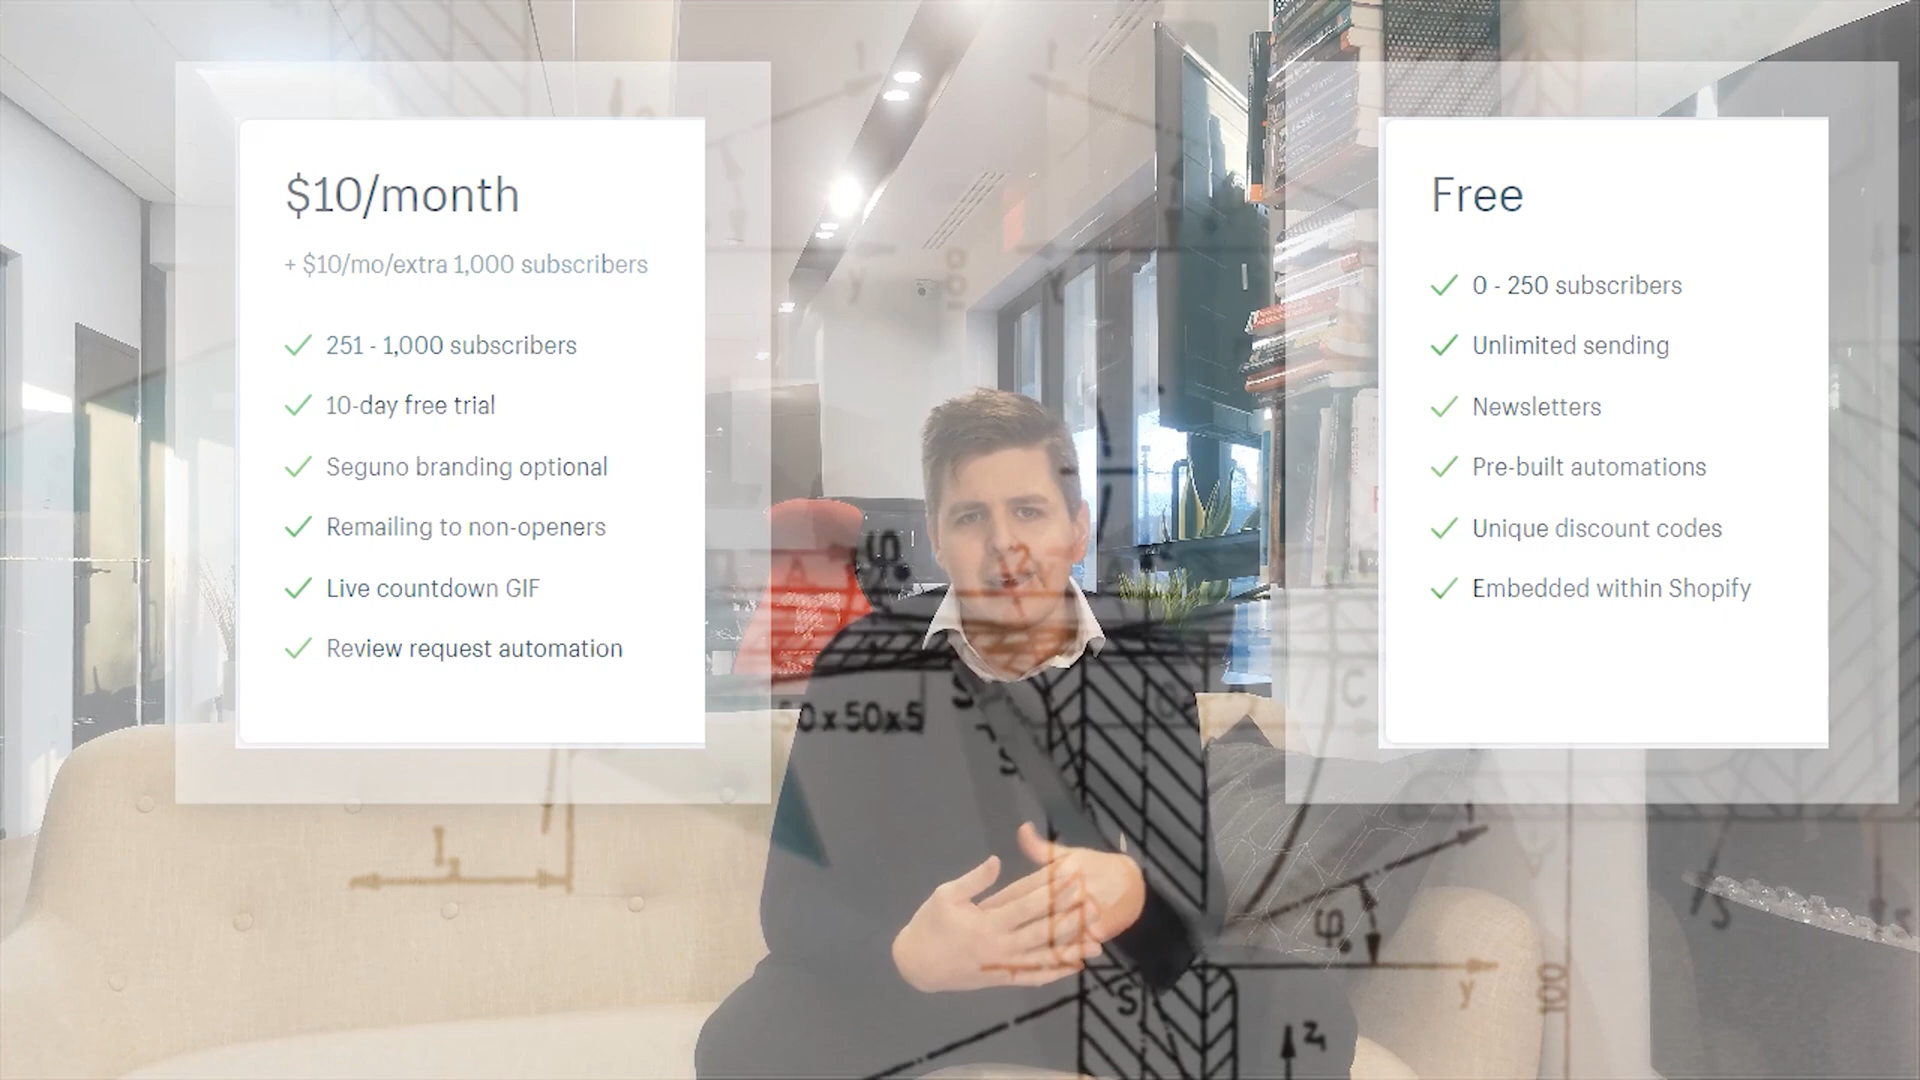 $10/month
+ $10/mo/extra 1,000 subscribers
251 - 1,000 subscribers
10-day free trial
Seguno branding optional
Remailing to non-openers
Live countdown GIF
Review request automation
Free
0 - 250 subscribers
Unlimited sending
Newsletters
Pre-built automations
Unique discount codes
Embedded within Shopify
0x50x5
S
C
φ
y
100
S